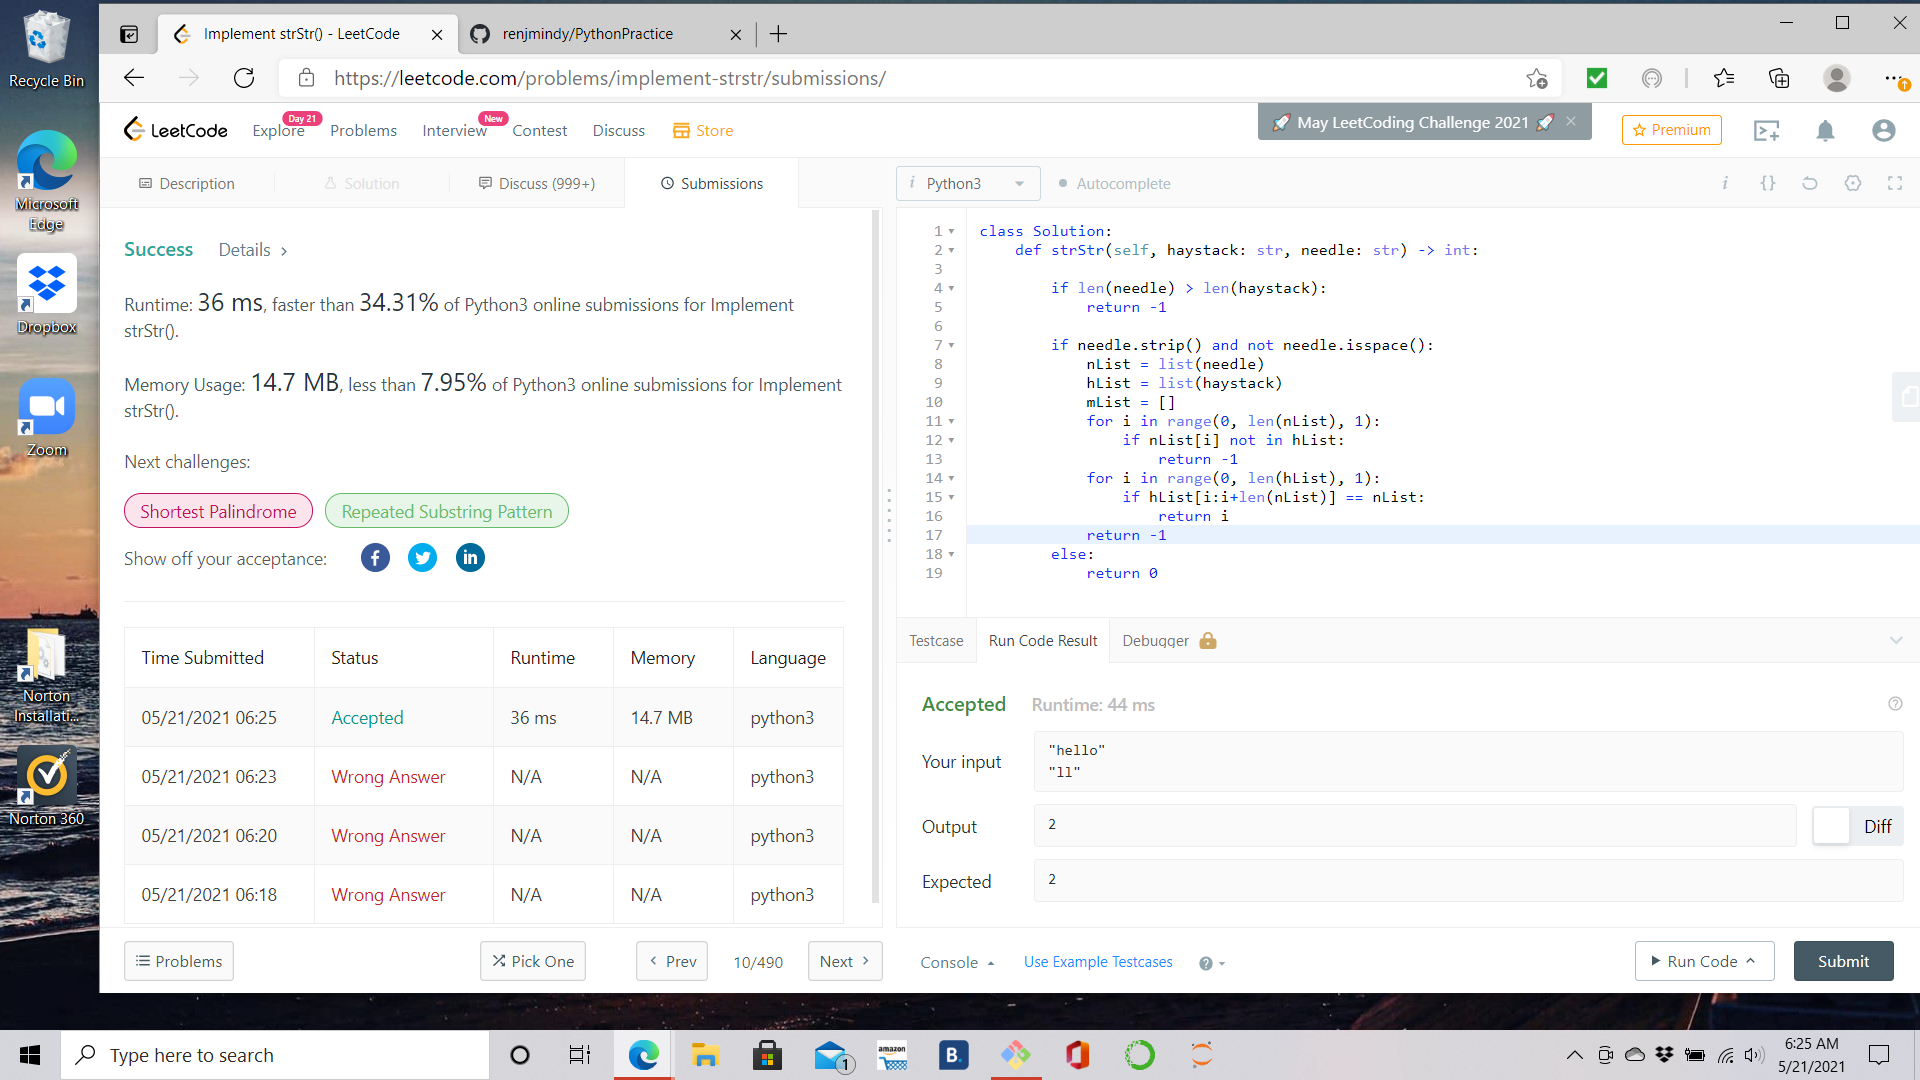 Recycle Bin
Microsoft
Edge
Dropbox
Zoom
Norton
Installati...
Norton 360
Implement strStr() - LeetCode
renjmindy/PythonPractice
https://leetcode.com/problems/implement-strstr/submissions/
LeetCode
Explore
Day 21
Problems
Interview
New
Contest
Discuss
Store
🚀 May LeetCoding Challenge 2021 🚀
Premium
Description
Solution
Discuss (999+)
Submissions
Success
Details >
Runtime: 36 ms, faster than 34.31% of Python3 online submissions for Implement
strStr().
Memory Usage: 14.7 MB, less than 7.95% of Python3 online submissions for Implement
strStr().
Next challenges:
Shortest Palindrome
Repeated Substring Pattern
Show off your acceptance:
Time Submitted Status Runtime Memory Language
05/21/2021 06:25 Accepted 36 ms 14.7 MB python3
05/21/2021 06:23 Wrong Answer N/A N/A python3
05/21/2021 06:20 Wrong Answer N/A N/A python3
05/21/2021 06:18 Wrong Answer N/A N/A python3
Problems
Pick One
< Prev
10/490
Next >
i Python3
Autocomplete
i {}
1 class Solution:
2 def strStr(self, haystack: str, needle: str) -> int:
3
4 if len(needle) > len(haystack):
5 return -1
6
7 if needle.strip() and not needle.isspace():
8 nList = list(needle)
9 hList = list(haystack)
10 mList = []
11 for i in range(0, len(nList), 1):
12 if nList[i] not in hList:
13 return -1
14 for i in range(0, len(hList), 1):
15 if hList[i:i+len(nList)] == nList:
16 return i
17 return -1
18 else:
19 return 0
Testcase
Run Code Result
Debugger
Accepted
Runtime: 44 ms
Your input
"hello"
"ll"
Output
2
Diff
Expected
2
Console
Use Example Testcases
Run Code
Submit
Type here to search
1
amazon
B.
6:25 AM
5/21/2021